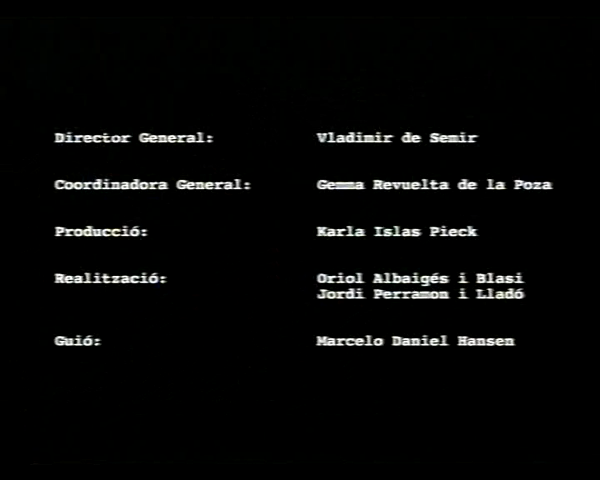 Director General: Vladimir de Semir
Coordinadora General: Gemma Revuelta de la Poza
Producció: Karla Islas Pieck
Realització: Oriol Albaigés i Blasi
Jordi Perramon i Lladó
Guió: Marcelo Daniel Hansen